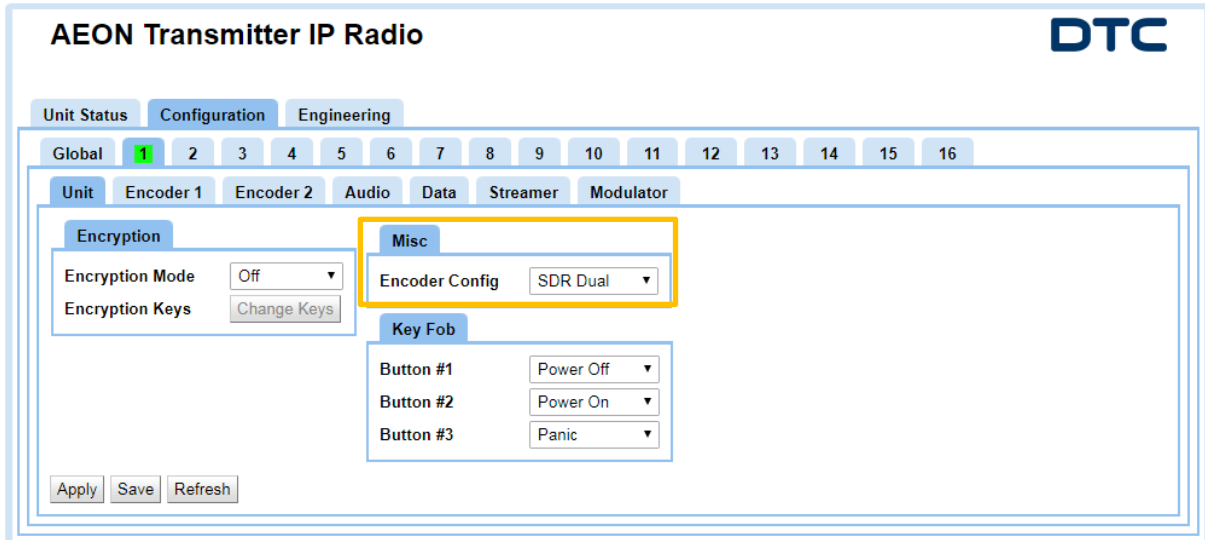 AEON Transmitter IP Radio DTC
Unit Status Configuration Engineering
Global 1 2 3 4 5 6 7 8 9 10 11 12 13 14 15 16
Unit Encoder 1 Encoder 2 Audio Data Streamer Modulator
Encryption
Encryption Mode Off
Encryption Keys Change Keys
Misc
Encoder Config SDR Dual
Key Fob
Button #1 Power Off
Button #2 Power On
Button #3 Panic
Apply Save Refresh